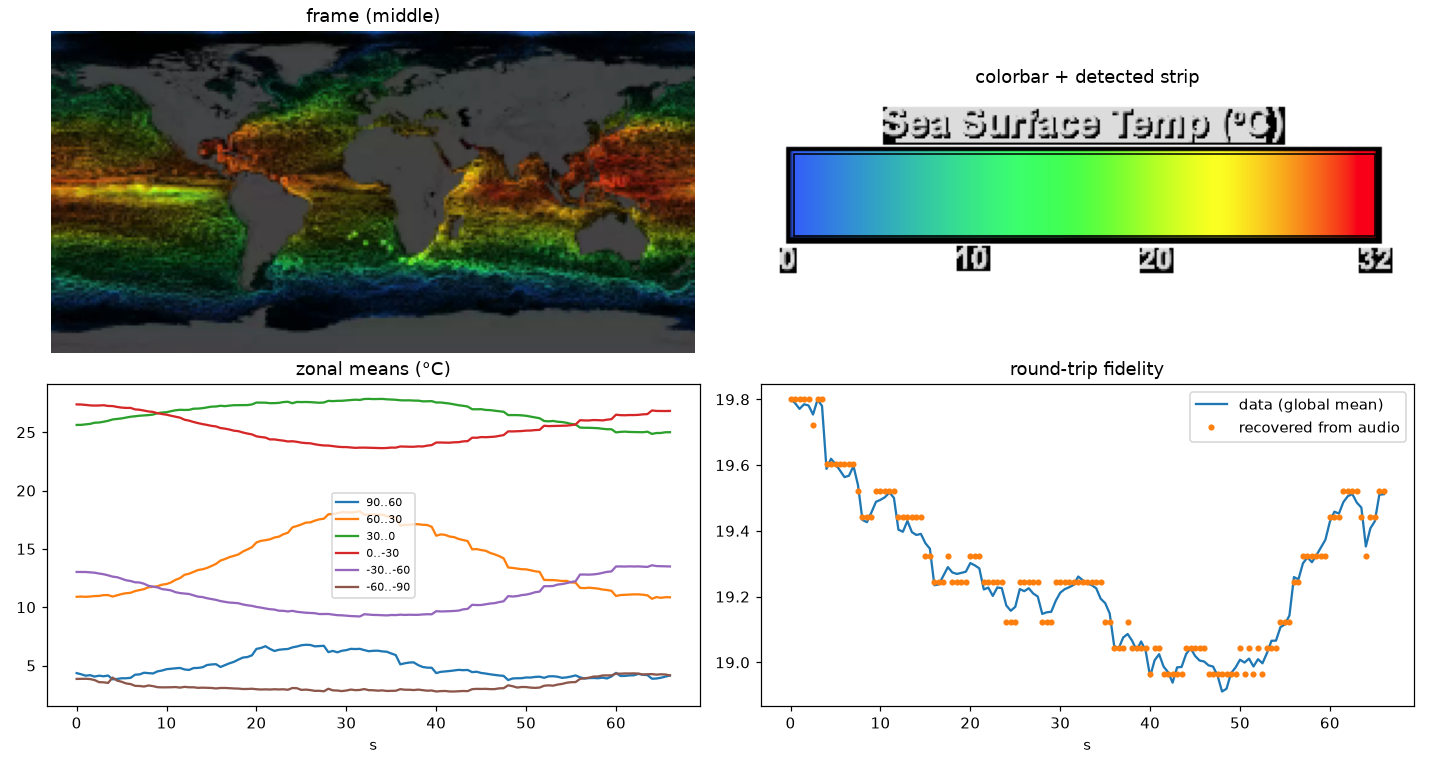 frame (middle)
colorbar + detected strip
Sea Surface Temp (ºC)
0 10 20 32
zonal means (°C)
25
20
15
10
5
90..60
60..30
30..0
0..-30
-30..-60
-60..-90
0 10 20 30 40 50 60
s
round-trip fidelity
19.8
19.6
19.4
19.2
19.0
data (global mean)
recovered from audio
0 10 20 30 40 50 60
s